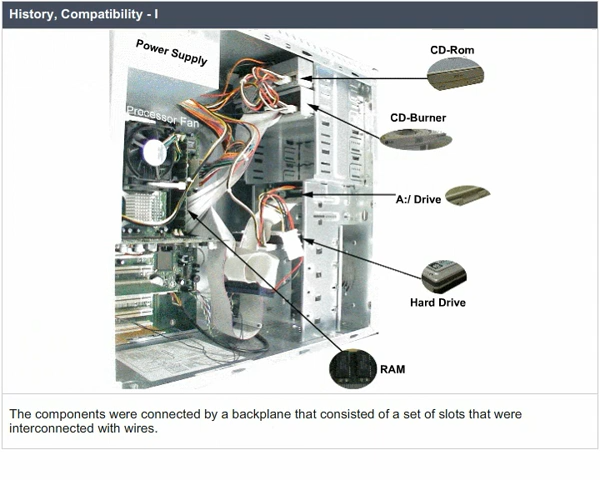 History, Compatibility - I
Power Supply
CD-Rom
Processor Fan
CD-Burner
A:/ Drive
Hard Drive
RAM
The components were connected by a backplane that consisted of a set of slots that were
interconnected with wires.